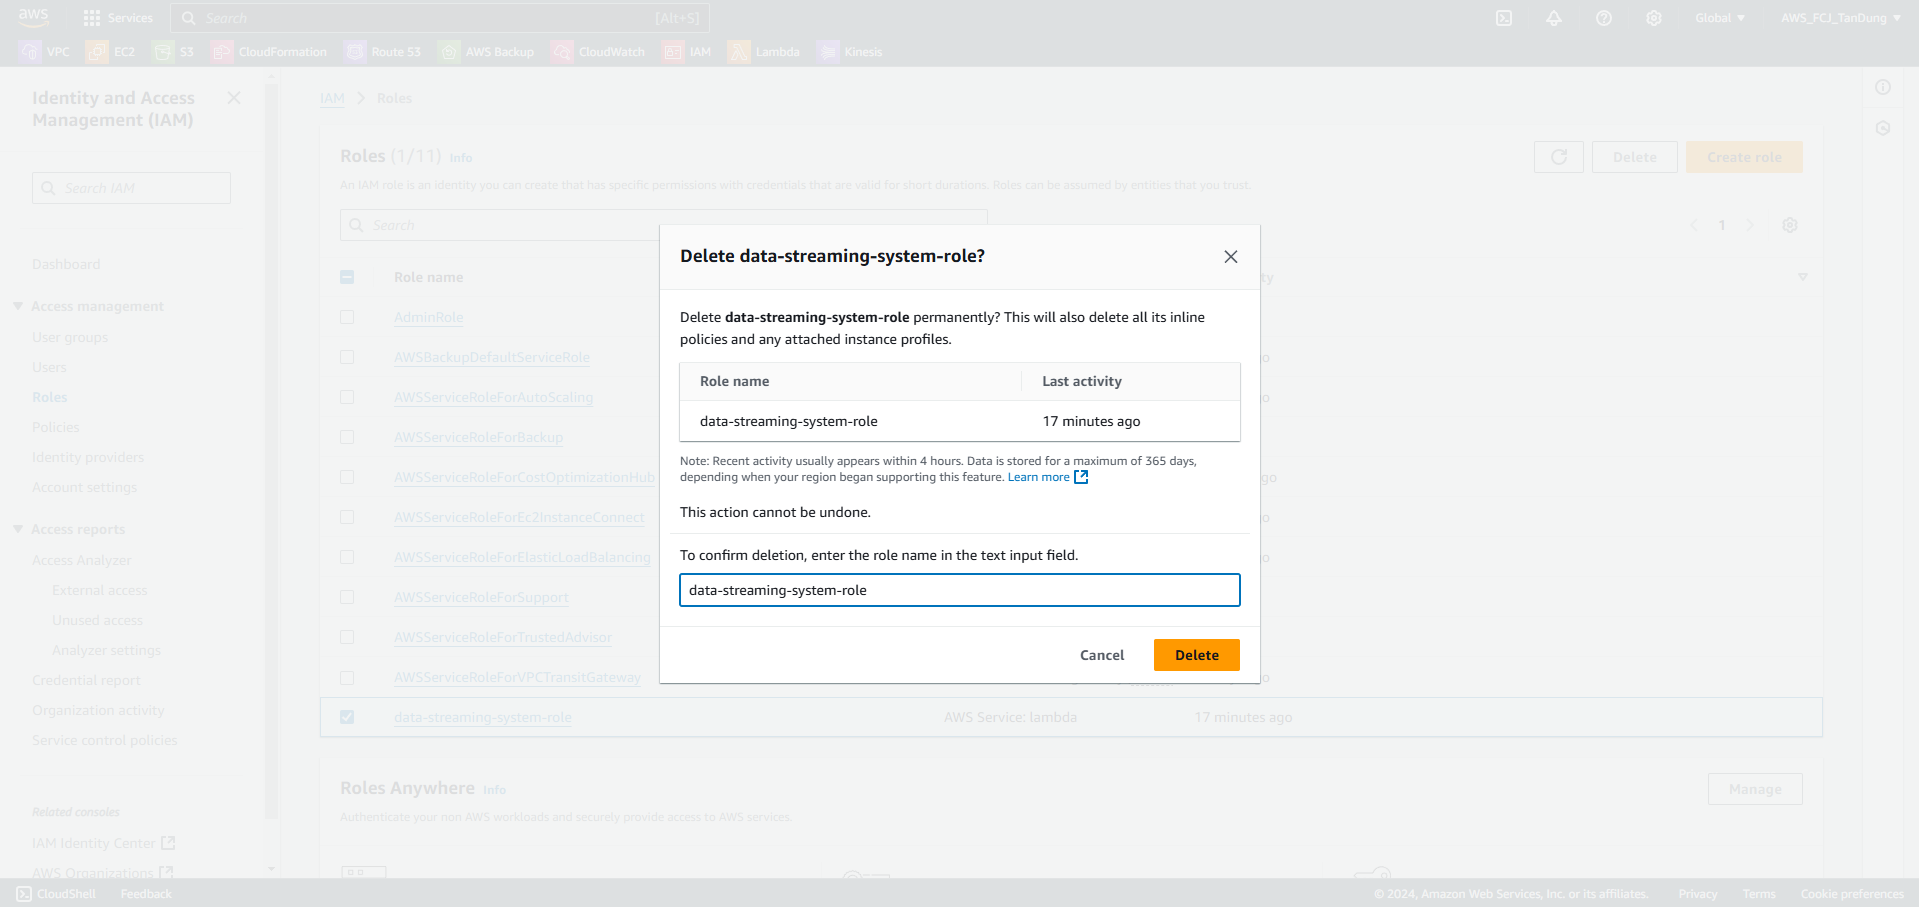 aws
Services
Search
[Alt+S]
Global
AWS_FCJ_TanDung
VPC
EC2
S3
CloudFormation
Route 53
AWS Backup
CloudWatch
IAM
Lambda
Kinesis
Identity and Access
Management (IAM)
Search IAM
Dashboard
Access management
User groups
Users
Roles
Policies
Identity providers
Account settings
Access reports
Access Analyzer
External access
Unused access
Analyzer settings
Credential report
Organization activity
Service control policies
Related consoles
IAM Identity Center
AWS Organizations
IAM > Roles
Roles (1/11) Info
Delete
Create role
An IAM role is an identity you can create that has specific permissions with credentials that are valid for short durations. Roles can be assumed by entities that you trust.
Search
1
Role name
AdminRole
AWSBackupDefaultServiceRole
AWSServiceRoleForAutoScaling
AWSServiceRoleForBackup
AWSServiceRoleForCostOptimizationHub
AWSServiceRoleForEc2InstanceConnect
AWSServiceRoleForElasticLoadBalancing
AWSServiceRoleForSupport
AWSServiceRoleForTrustedAdvisor
AWSServiceRoleForVPCTransitGateway
data-streaming-system-role AWS Service: lambda 17 minutes ago
Delete data-streaming-system-role?
Delete data-streaming-system-role permanently? This will also delete all its inline
policies and any attached instance profiles.
Role name Last activity
data-streaming-system-role 17 minutes ago
Note: Recent activity usually appears within 4 hours. Data is stored for a maximum of 365 days,
depending when your region began supporting this feature. Learn more
This action cannot be undone.
To confirm deletion, enter the role name in the text input field.
data-streaming-system-role
Cancel
Delete
Roles Anywhere Info
Manage
Authenticate your non AWS workloads and securely provide access to AWS services.
CloudShell
Feedback
© 2024, Amazon Web Services, Inc. or its affiliates.
Privacy
Terms
Cookie preferences